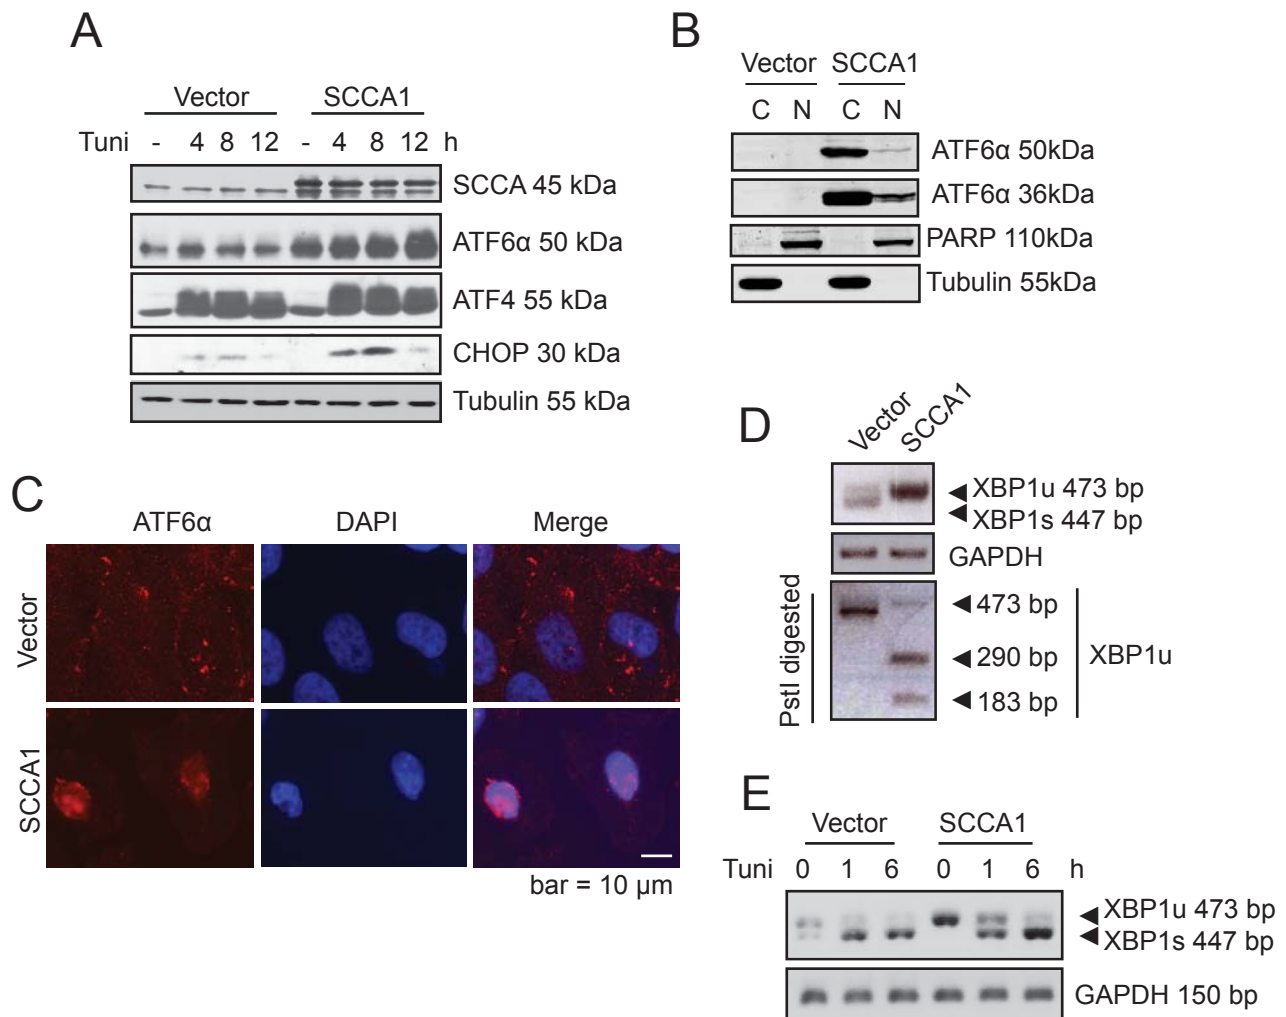 A
Vector SCCA1
Tuni - 4 8 12 - 4 8 12 h
SCCA 45 kDa
ATF6α 50 kDa
ATF4 55 kDa
CHOP 30 kDa
Tubulin 55 kDa
B
Vector SCCA1
C N C N
ATF6α 50kDa
ATF6α 36kDa
PARP 110kDa
Tubulin 55kDa
C
ATF6α DAPI Merge
Vector
SCCA1
bar = 10 μm
D
Vector
SCCA1
XBP1u 473 bp
XBP1s 447 bp
GAPDH
PstI digested
473 bp
290 bp
183 bp
XBP1u
E
Vector SCCA1
Tuni 0 1 6 0 1 6 h
XBP1u 473 bp
XBP1s 447 bp
GAPDH 150 bp